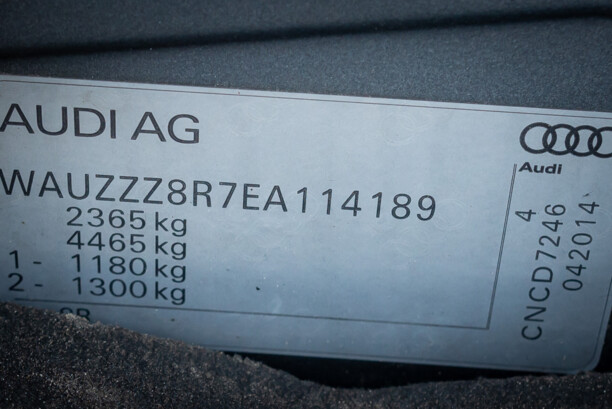 AUDI AG
Audi
WAUZZZ8R7EA114189
2365 kg
4465 kg
1 - 1180 kg
2 - 1300 kg
4
CNCD7246
042014